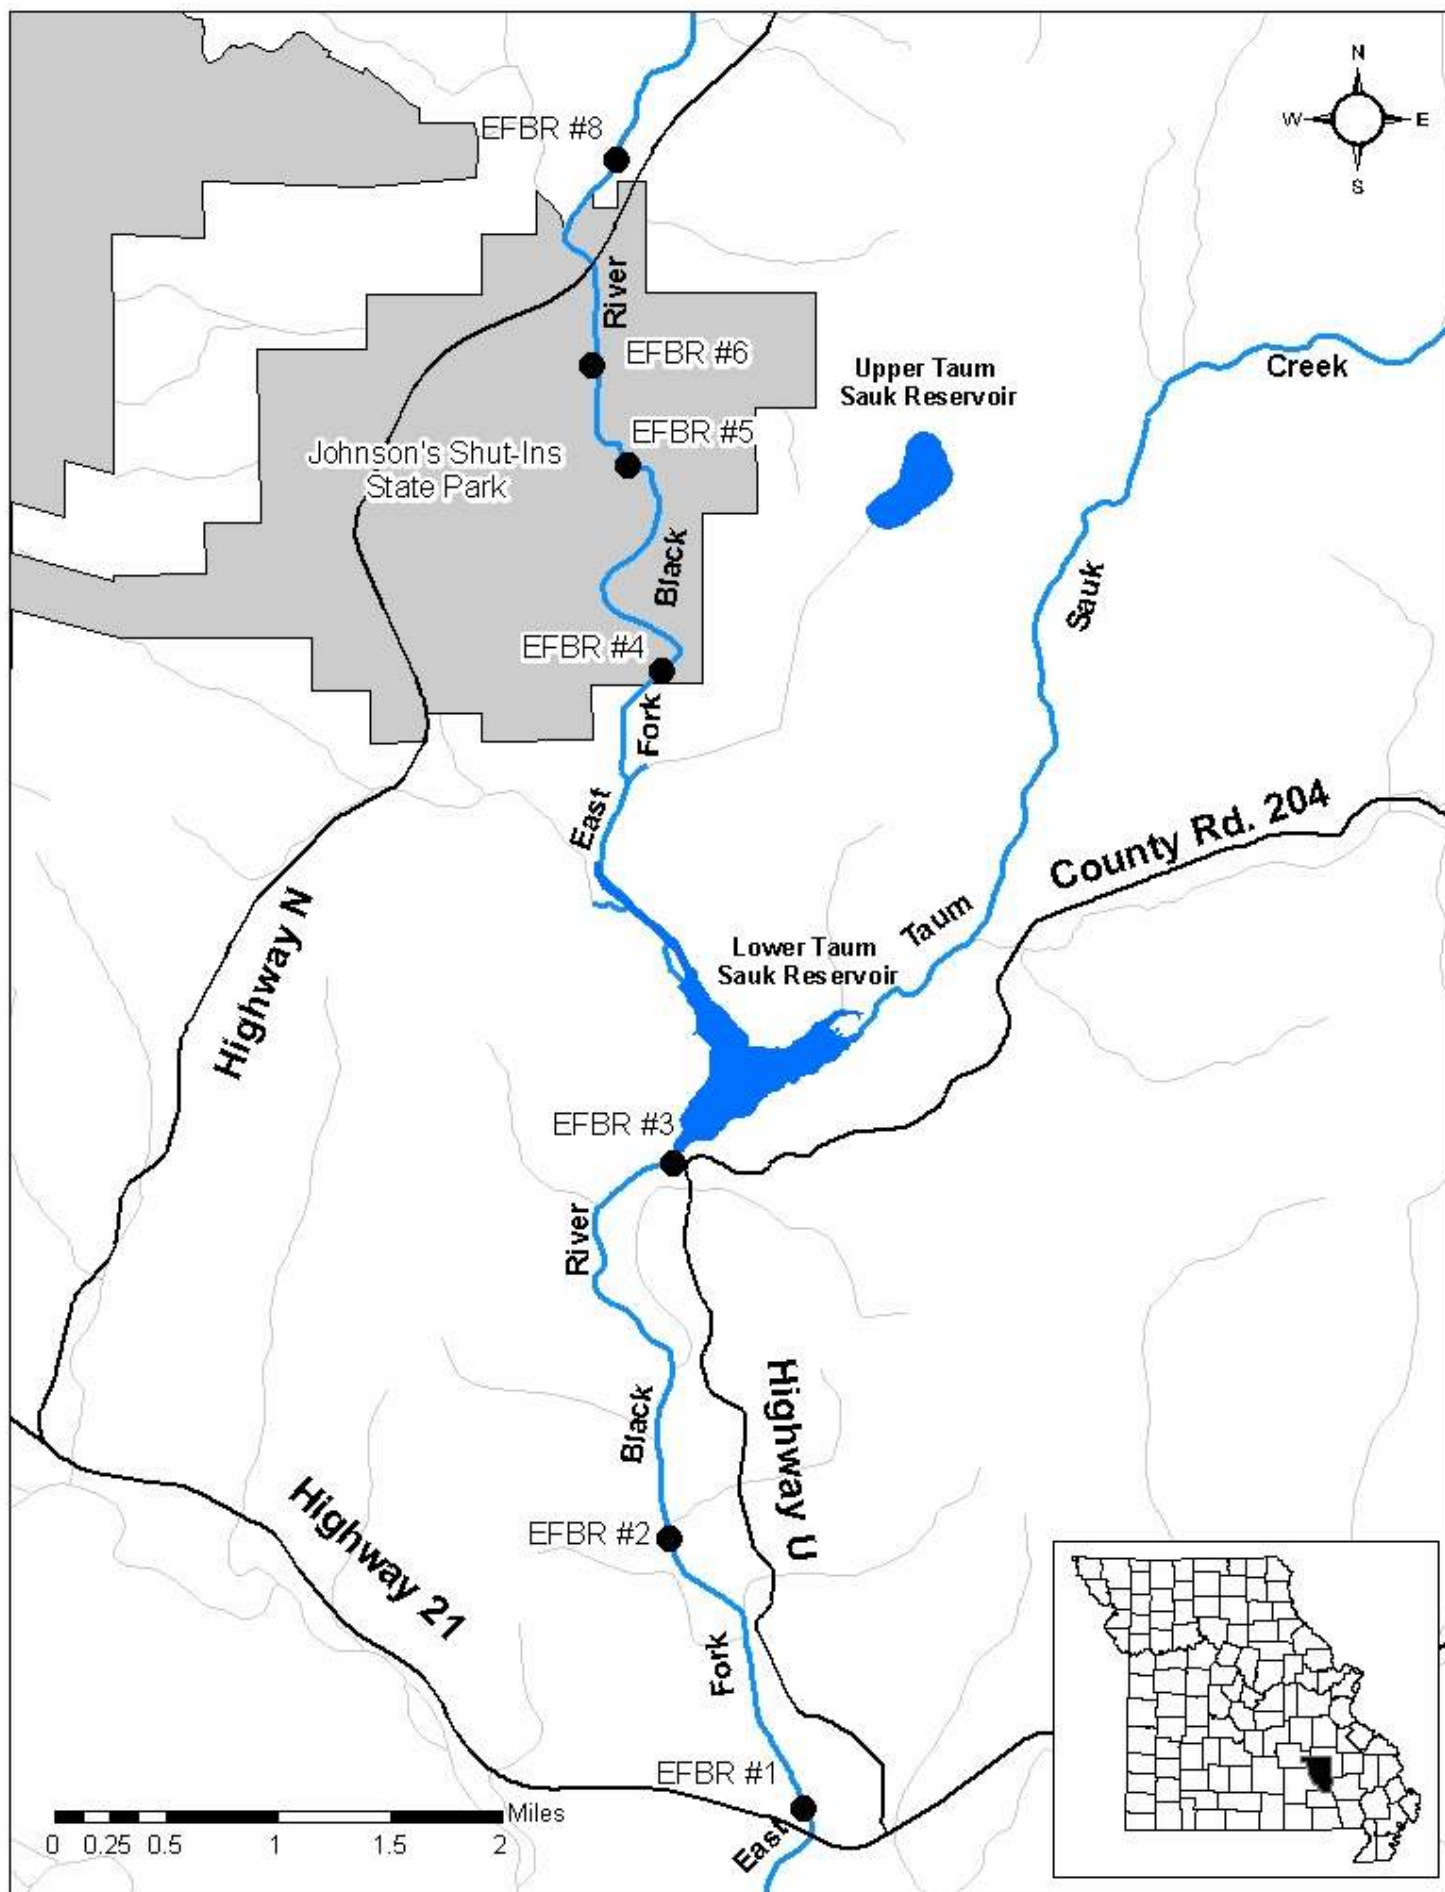 N
W
E
S
EFBR #8
River
EFBR #6
Upper Taum
Sauk Reservoir
Creek
EFBR #5
Johnson's Shut-Ins
State Park
Black
Sauk
EFBR #4
Fork
East
County Rd. 204
Highway N
Taum
Lower Taum
Sauk Reservoir
EFBR #3
River
Black
Highway U
Highway 21
EFBR #2
Fork
EFBR #1
East
Miles
0 0.25 0.5 1 1.5 2